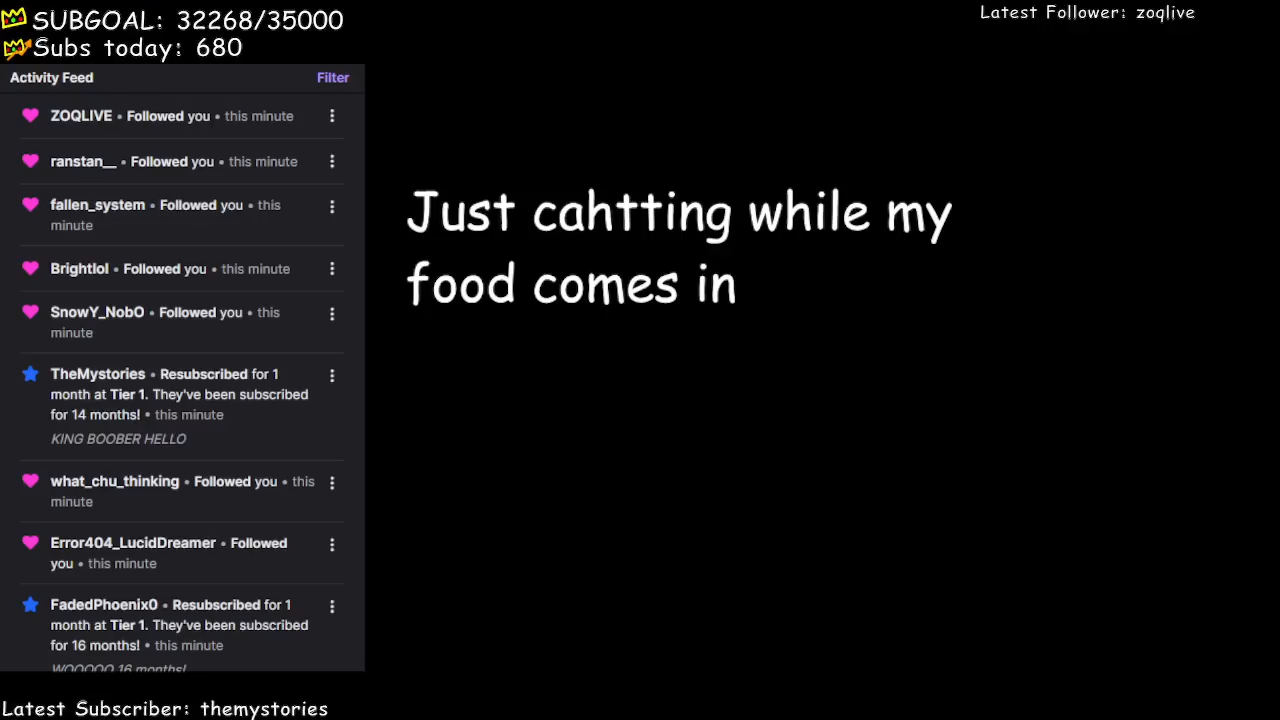 SUBGOAL: 32268/35000
Subs today: 680
Latest Follower: zoqlive
Activity Feed
Filter
ZOQLIVE • Followed you • this minute
ranstan__ • Followed you • this minute
fallen_system • Followed you • this
minute
Brightlol • Followed you • this minute
SnowY_NobO • Followed you • this
minute
TheMystories • Resubscribed for 1
month at Tier 1. They've been subscribed
for 14 months! • this minute
KING BOOBER HELLO
what_chu_thinking • Followed you • this
minute
Error404_LucidDreamer • Followed
you • this minute
FadedPhoenix0 • Resubscribed for 1
month at Tier 1. They've been subscribed
for 16 months! • this minute
WOOOOO 16 months!
Just cahtting while my
food comes in
Latest Subscriber: themystories